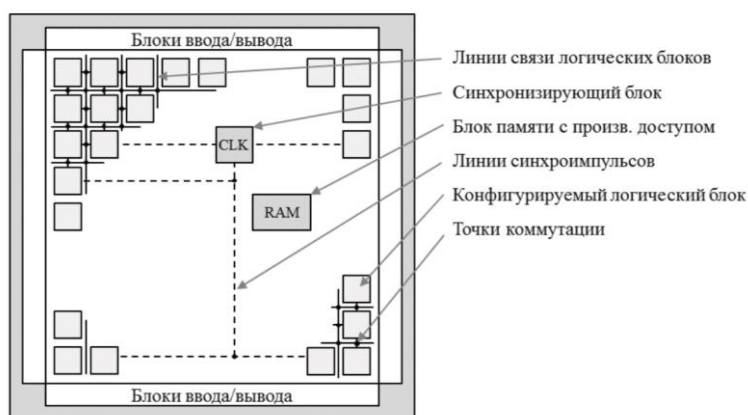 Блоки ввода/вывода
Линии связи логических блоков
Синхронизирующий блок
CLK
Блок памяти с произв. доступом
Линии синхроимпульсов
RAM
Конфигурируемый логический блок
Точки коммутации
Блоки ввода/вывода